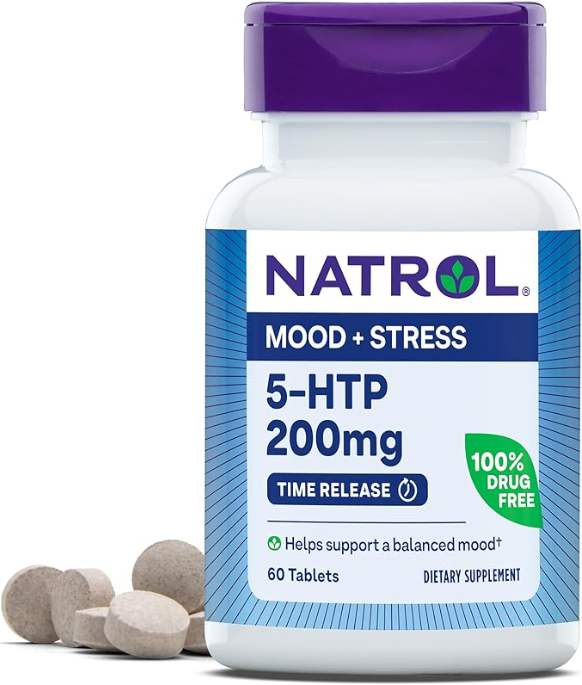 NATROL®
MOOD + STRESS
5-HTP
200mg
TIME RELEASE
100%
DRUG
FREE
Helps support a balanced mood†
60 Tablets
DIETARY SUPPLEMENT